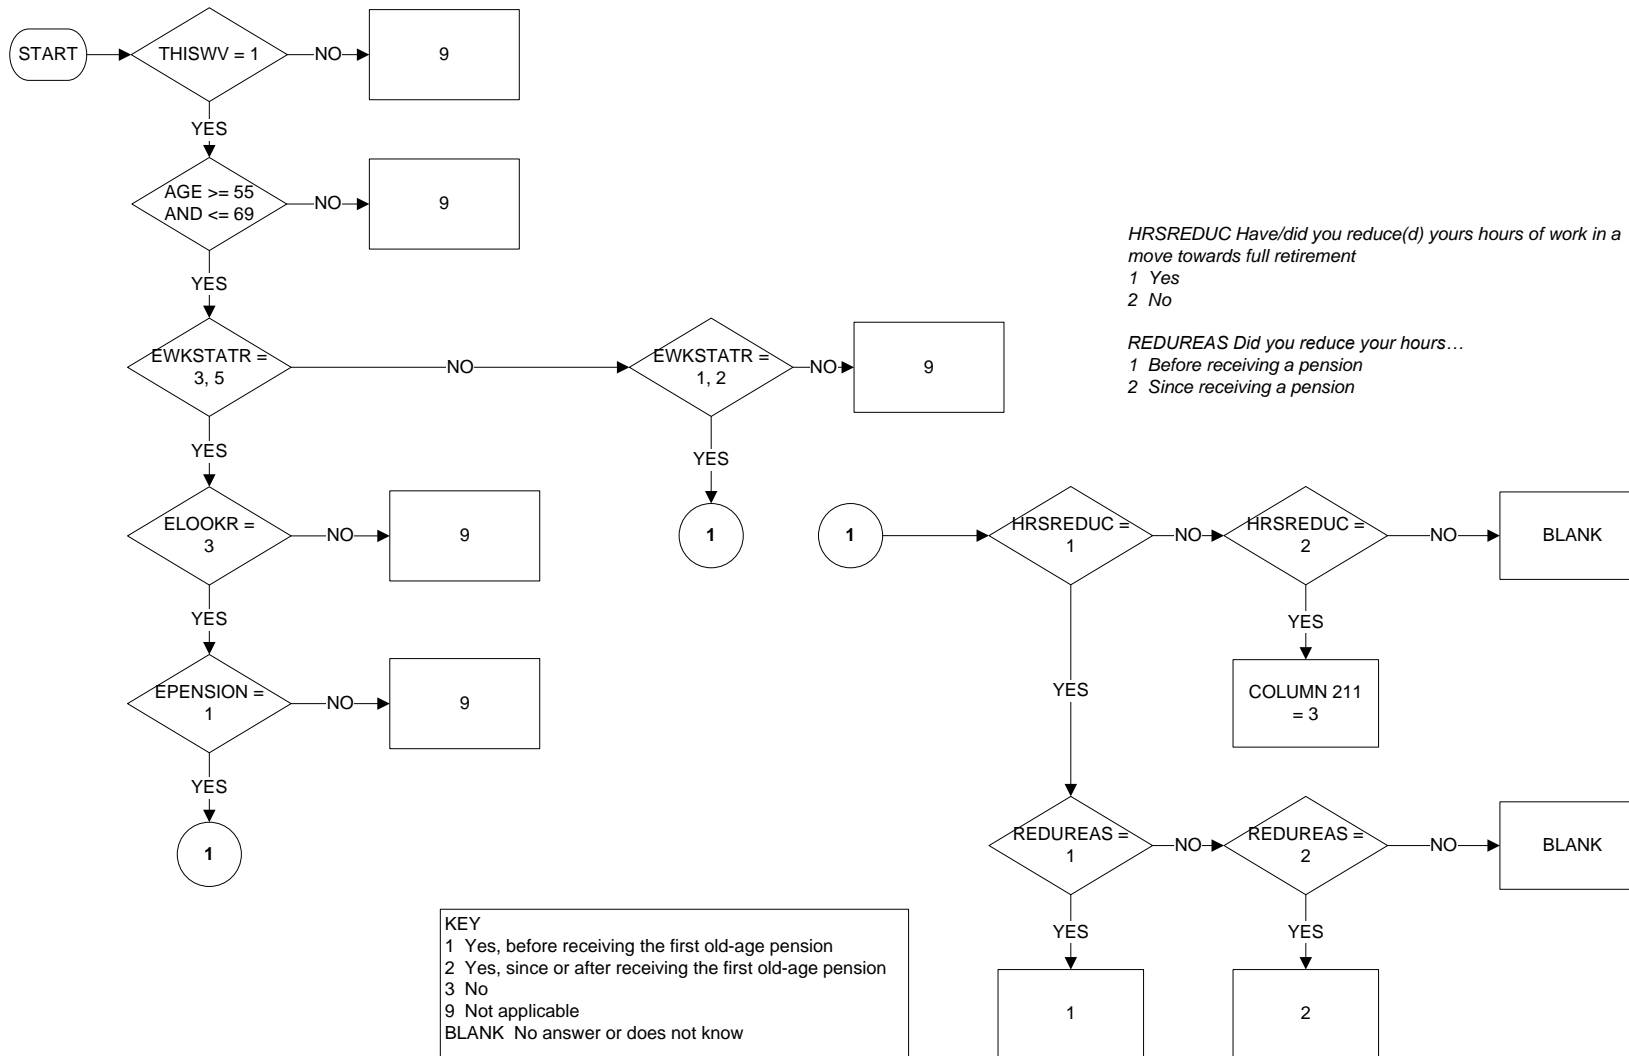 START
THISWV = 1
NO
9
YES
AGE >= 55
AND <= 69
NO
9
YES
EWKSTATR =
3, 5
NO
EWKSTATR =
1, 2
NO
9
YES
1
YES
ELOOKR =
3
NO
9
YES
EPENSION =
1
NO
9
YES
1
HRSREDUC Have/did you reduce(d) yours hours of work in a
move towards full retirement
1 Yes
2 No
REDUREAS Did you reduce your hours…
1 Before receiving a pension
2 Since receiving a pension
1
HRSREDUC =
1
NO
HRSREDUC =
2
NO
BLANK
YES
COLUMN 211
= 3
YES
REDUREAS =
1
NO
REDUREAS =
2
NO
BLANK
YES
1
YES
2
KEY
1 Yes, before receiving the first old-age pension
2 Yes, since or after receiving the first old-age pension
3 No
9 Not applicable
BLANK No answer or does not know